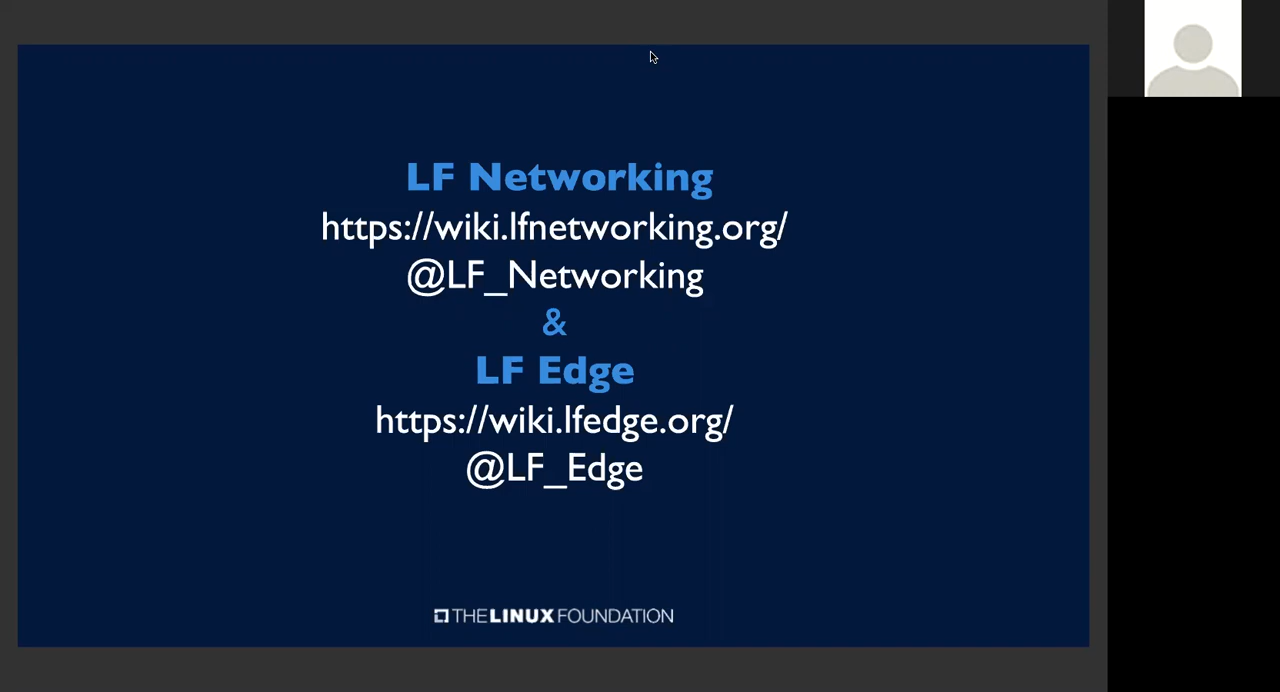 LF Networking
https://wiki.lfnetworking.org/
@LF_Networking
&
LF Edge
https://wiki.lfedge.org/
@LF_Edge
THE LINUX FOUNDATION